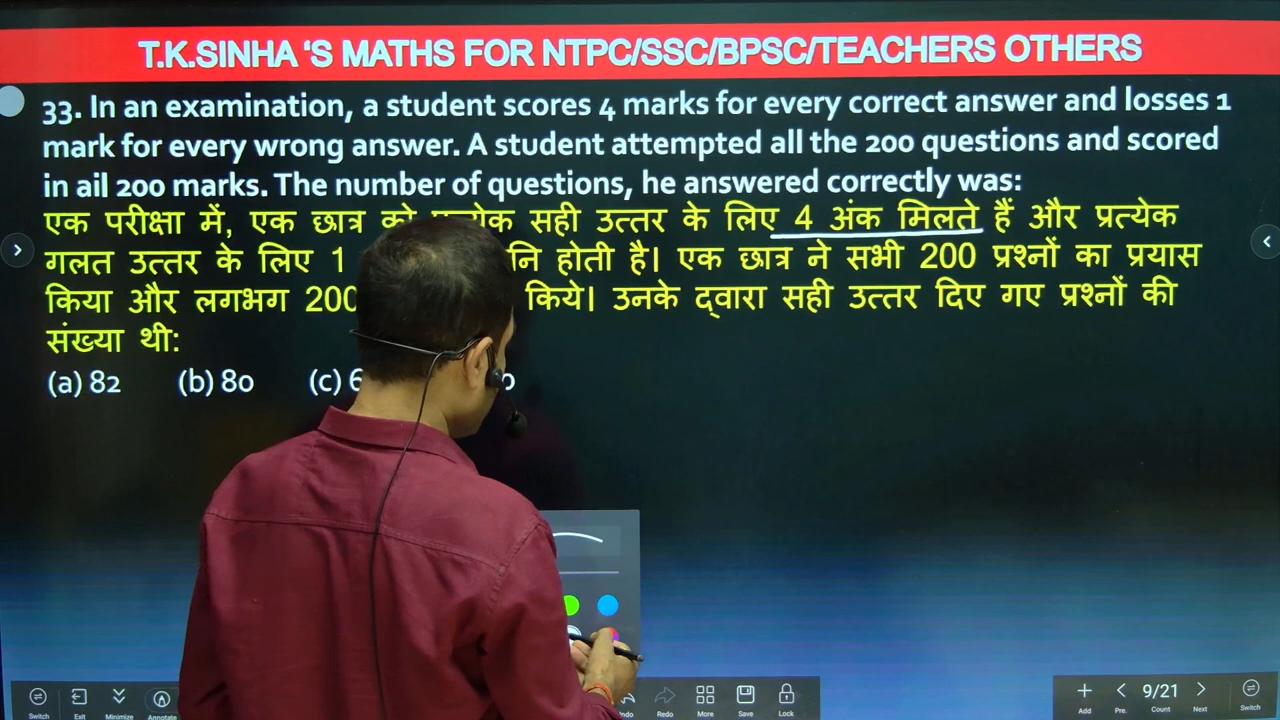 T.K.SINHA ‘S MATHS FOR NTPC/SSC/BPSC/TEACHERS OTHERS
33. In an examination, a student scores 4 marks for every correct answer and losses 1
mark for every wrong answer. A student attempted all the 200 questions and scored
in ail 200 marks. The number of questions, he answered correctly was:
एक परीक्षा में, एक छात्र को सही उत्तर के लिए 4 अंक मिलते हैं और प्रत्येक
गलत उत्तर के लिए 1 होती है। एक छात्र ने सभी 200 प्रश्नों का प्रयास
किया और लगभग 200 किये। उनके द्वारा सही उत्तर दिए गए प्रश्नों की
संख्या थी:
(a) 82 (b) 80 (c)
Switch Exit Minimize Annotate Redo More Save Lock
Add Pre. 9/21 Count Next Switch